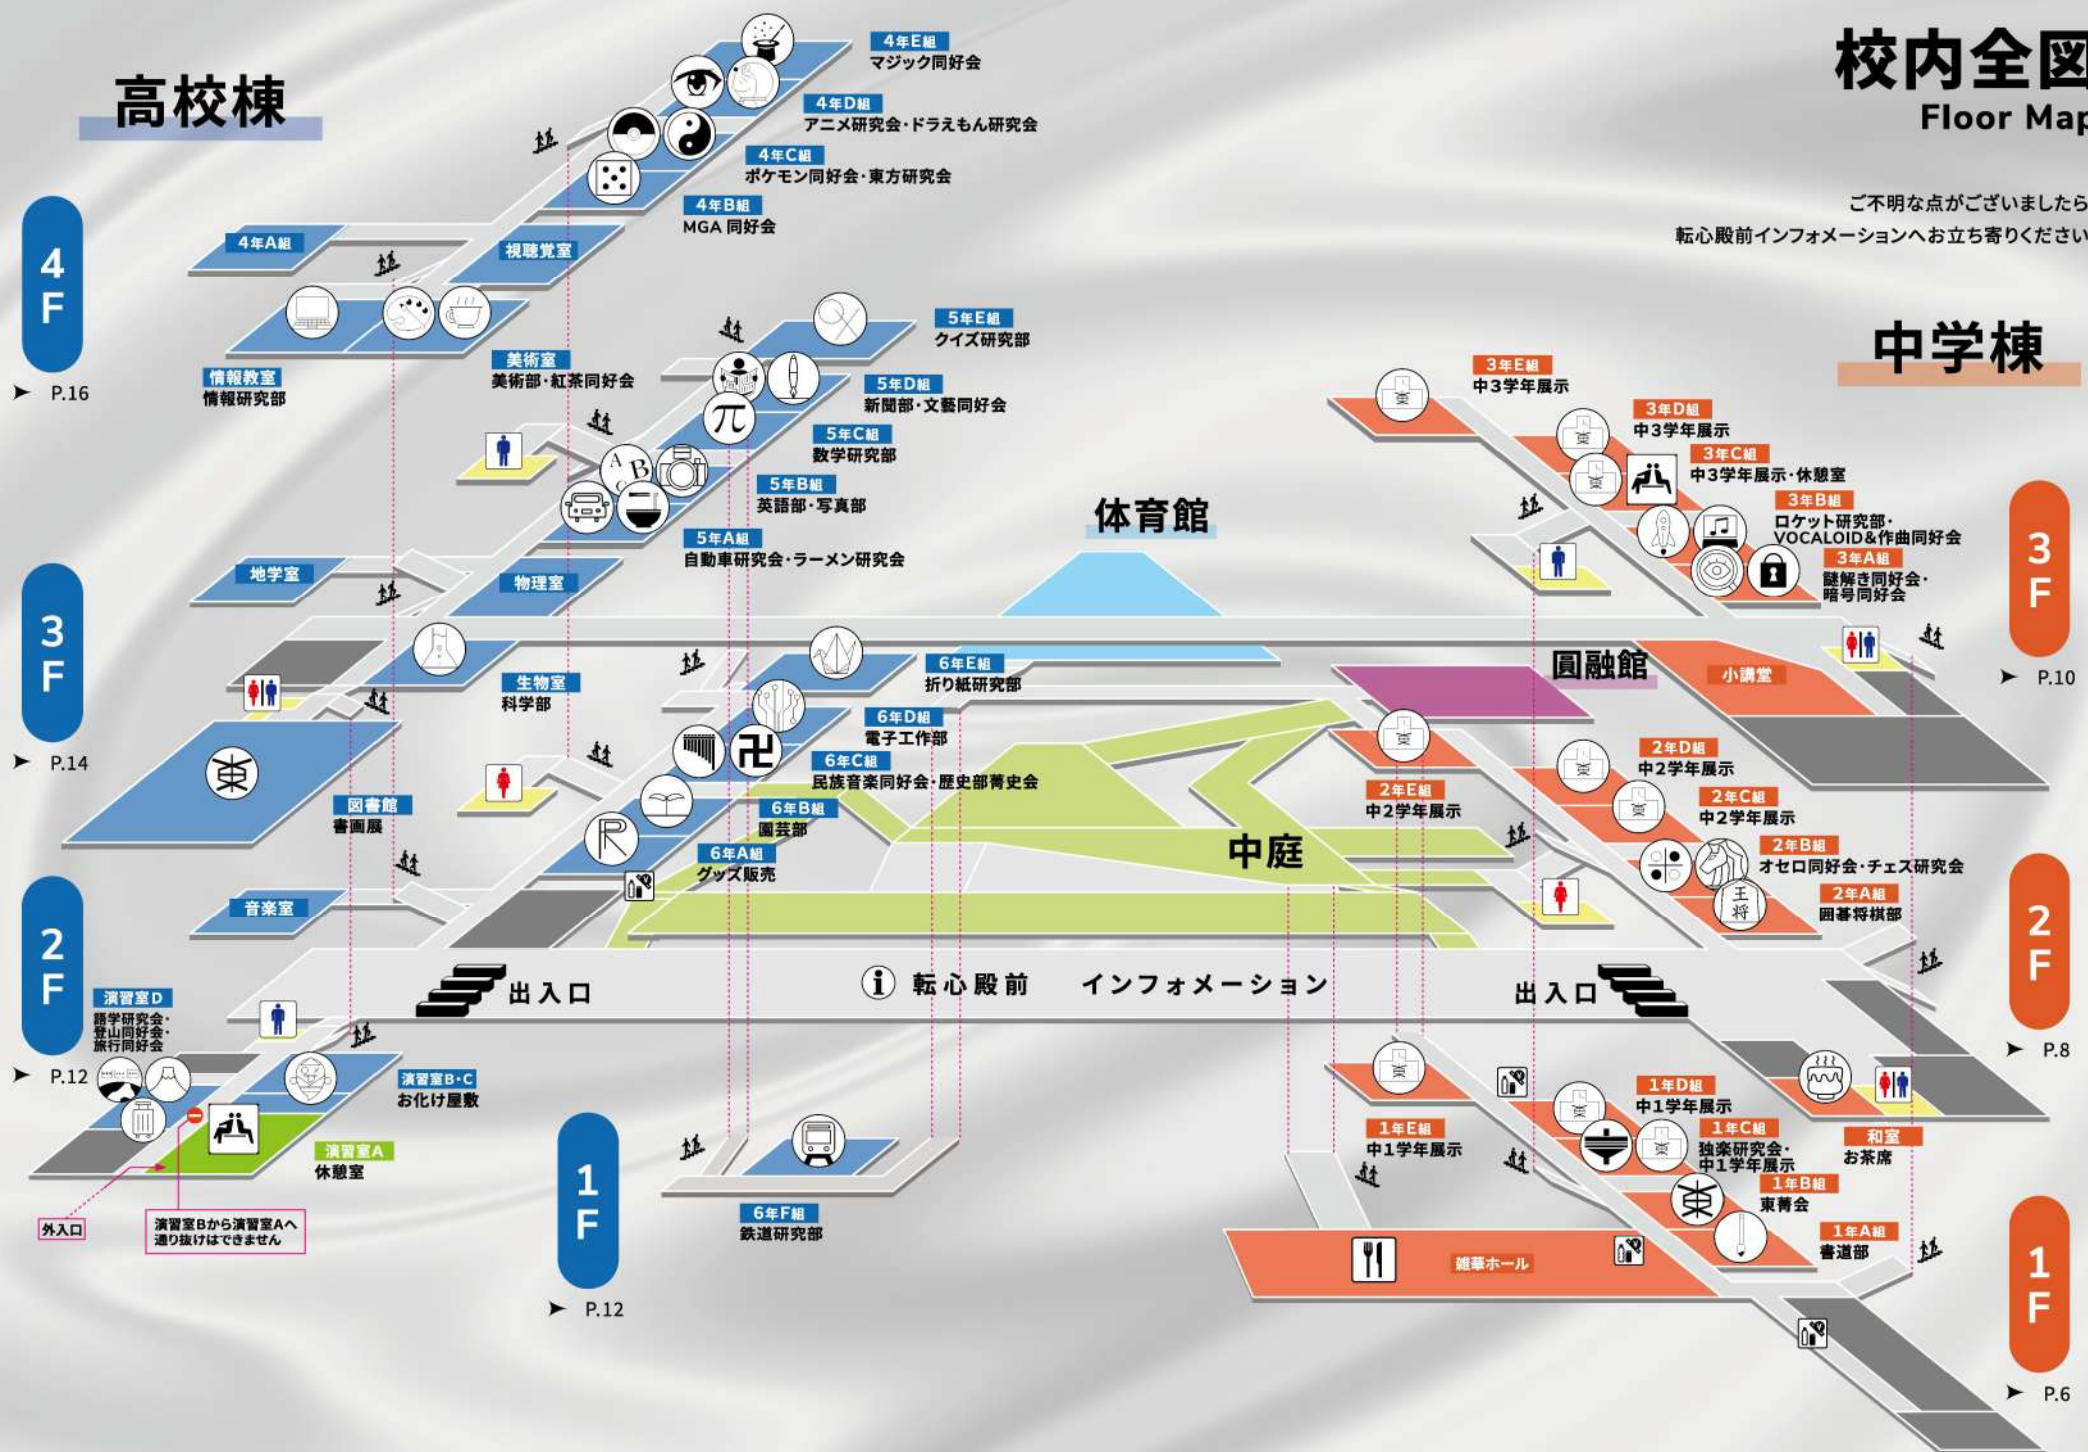 校内全図
Floor Map
ご不明な点がございましたら
転心殿前インフォメーションへお立ち寄りください
高校棟
4F
P.16
4年E組
マジック同好会
4年D組
アニメ研究会・ドラえもん研究会
4年C組
ポケモン同好会・東方研究会
4年B組
MGA 同好会
4年A組
視聴覚室
情報教室
情報研究部
美術室
美術部・紅茶同好会
3F
P.14
5年E組
クイズ研究部
5年D組
新聞部・文藝同好会
π
5年C組
数学研究部
A B C
5年B組
英語部・写真部
5年A組
自動車研究会・ラーメン研究会
地学室
物理室
生物室
科学部
図書館
書画展
2F
P.12
6年E組
折り紙研究部
6年D組
電子工作部
卍
6年C組
民族音楽同好会・歴史部菁史会
6年B組
園芸部
R
6年A組
グッズ販売
音楽室
演習室D
語学研究会・
登山同好会・
旅行同好会
演習室B・C
お化け屋敷
演習室A
休憩室
外入口
演習室Bから演習室Aへ
通り抜けはできません
1F
P.12
6年F組
鉄道研究部
体育館
圓融館
中庭
出入口
i 転心殿前 インフォメーション
出入口
中学棟
3F
P.10
3年E組
中3学年展示
3年D組
中3学年展示
3年C組
中3学年展示・休憩室
3年B組
ロケット研究部・
VOCALOID&作曲同好会
3年A組
謎解き同好会・
暗号同好会
小講堂
2F
P.8
2年E組
中2学年展示
2年D組
中2学年展示
2年C組
中2学年展示
2年B組
オセロ同好会・チェス研究会
王将
2年A組
囲碁将棋部
和室
お茶席
1F
P.6
1年E組
中1学年展示
1年D組
中1学年展示
1年C組
独楽研究会・
中1学年展示
1年B組
東菁会
1年A組
書道部
雑華ホール